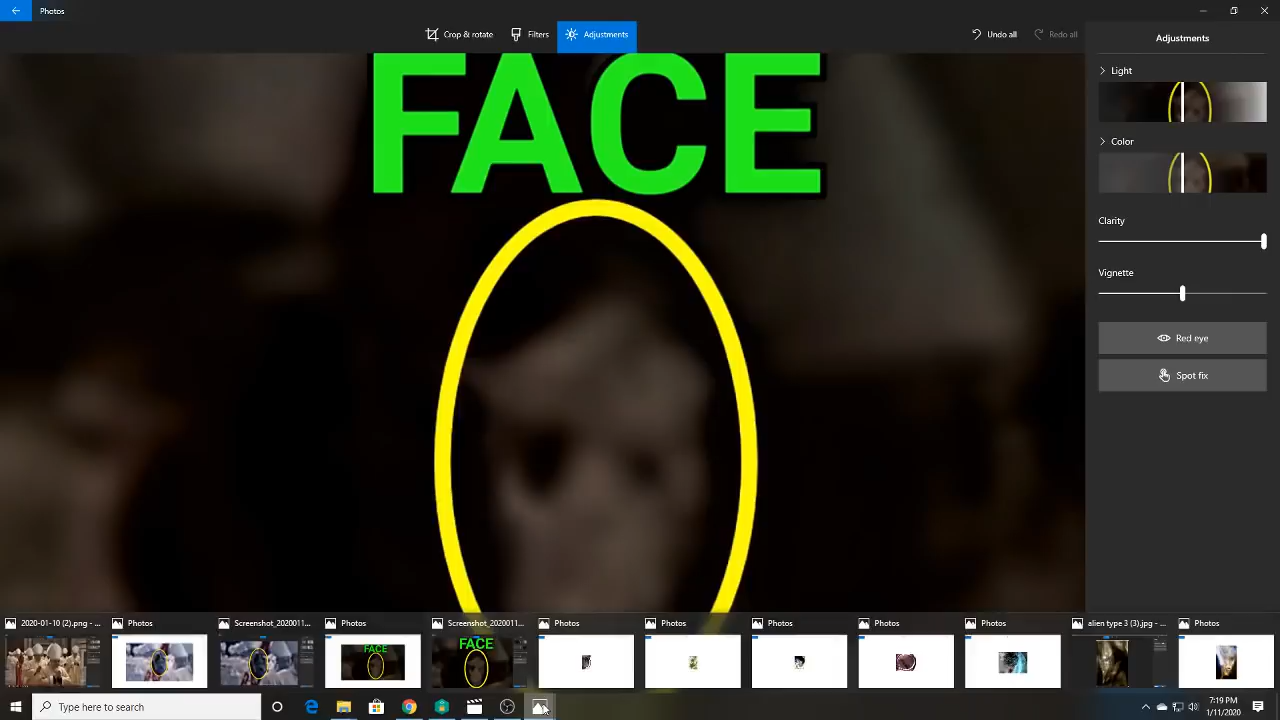 Photos
Crop & rotate Filters Adjustments Undo all Redo all
Adjustments
Light
Color
Clarity
Vignette
Red eye
Spot fix
FACE
2020-01-10 (2).png - ... Photos Screenshot_2020011... Photos Screenshot_2020011... Photos Photos Photos Photos Photos alien type 3 (3).jpg - ... Photos
FACE FACE
Type here to search
7:19 PM
1/11/2020